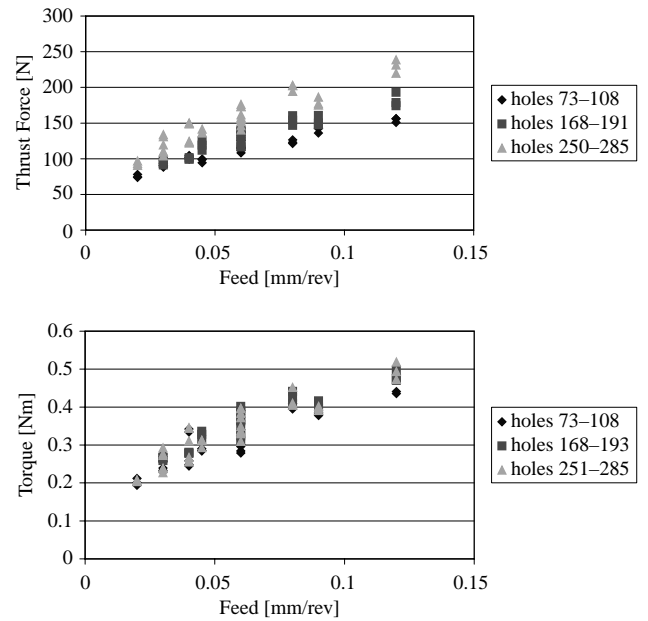 300
250
200
150
100
50
0
Thrust Force [N]
0
0.05
0.1
0.15
Feed [mm/rev]
holes 73–108
holes 168–191
holes 250–285
0.6
0.5
0.4
0.3
0.2
0.1
0
Torque [Nm]
0
0.05
0.1
0.15
Feed [mm/rev]
holes 73–108
holes 168–193
holes 251–285